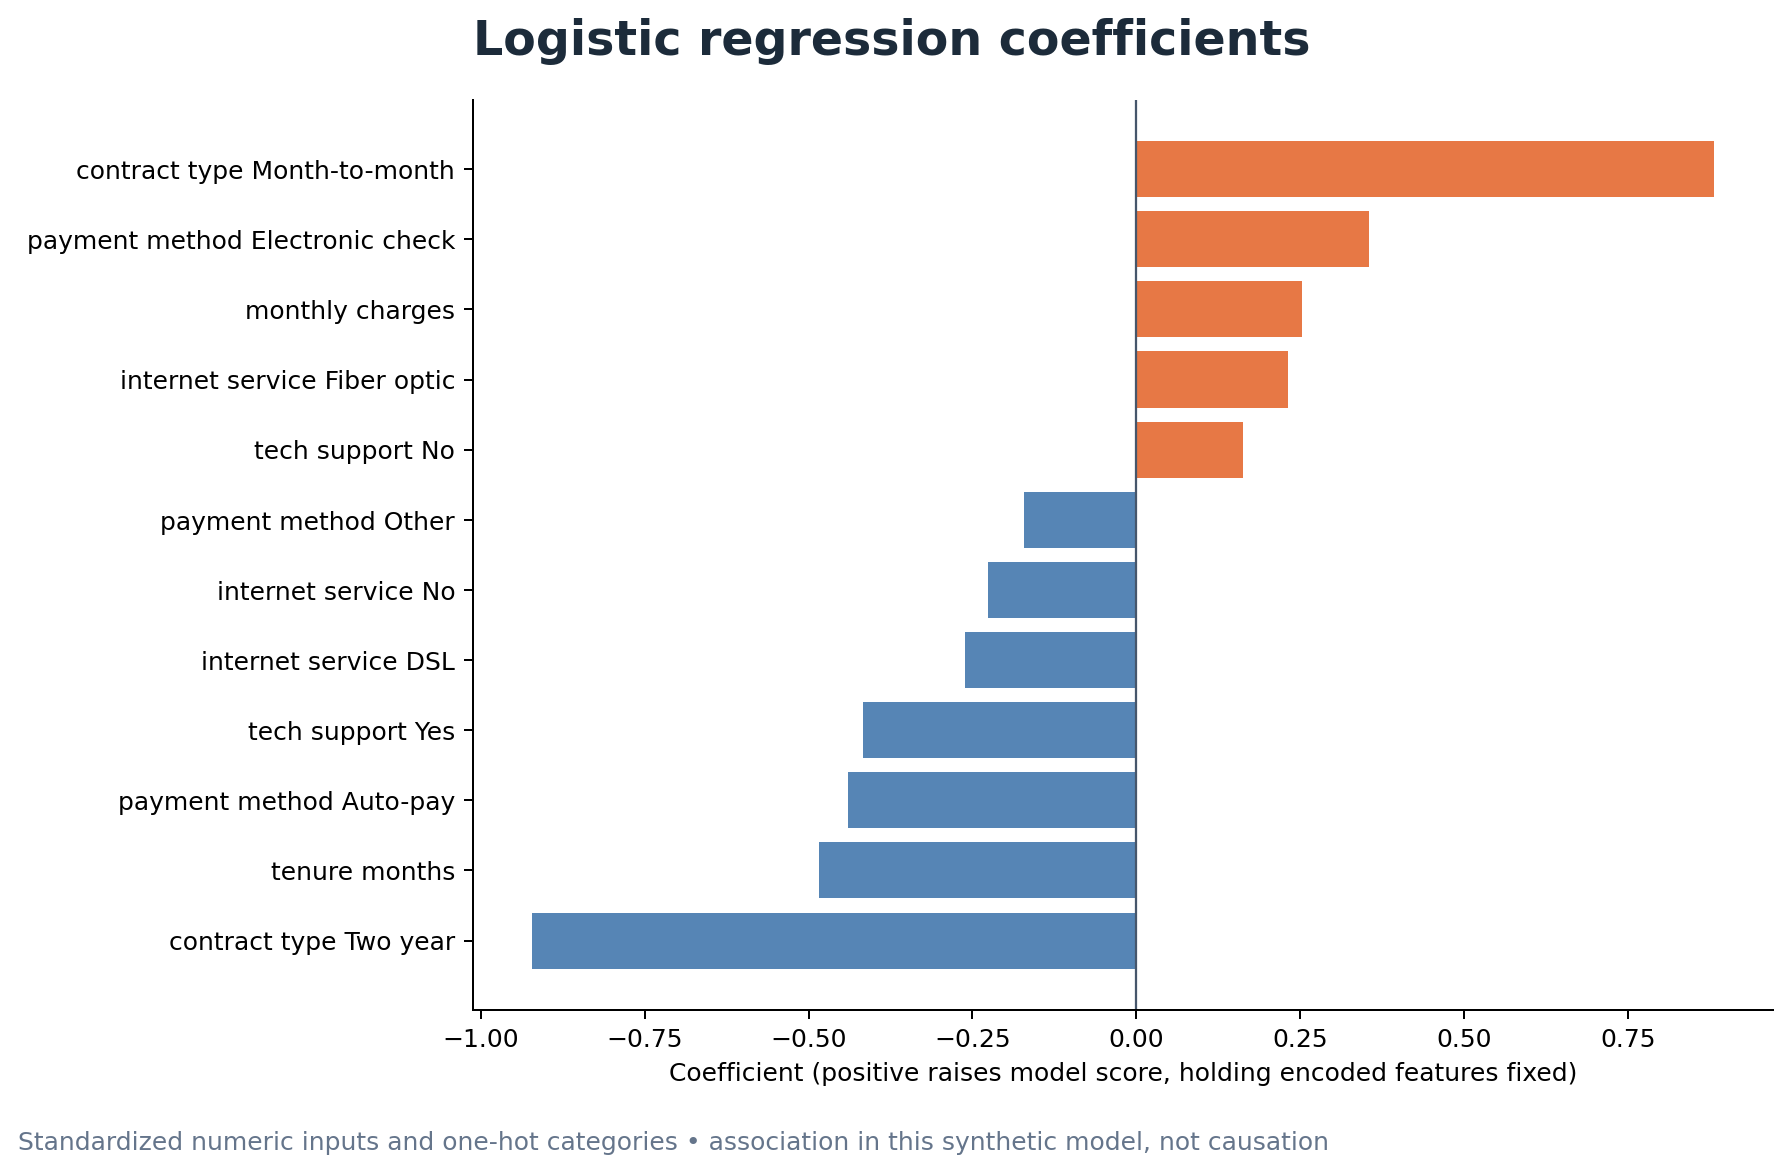 Logistic regression coefficients
contract type Month-to-month
payment method Electronic check
monthly charges
internet service Fiber optic
tech support No
payment method Other
internet service No
internet service DSL
tech support Yes
payment method Auto-pay
tenure months
contract type Two year
−1.00 −0.75 −0.50 −0.25 0.00 0.25 0.50 0.75
Coefficient (positive raises model score, holding encoded features fixed)
Standardized numeric inputs and one-hot categories • association in this synthetic model, not causation